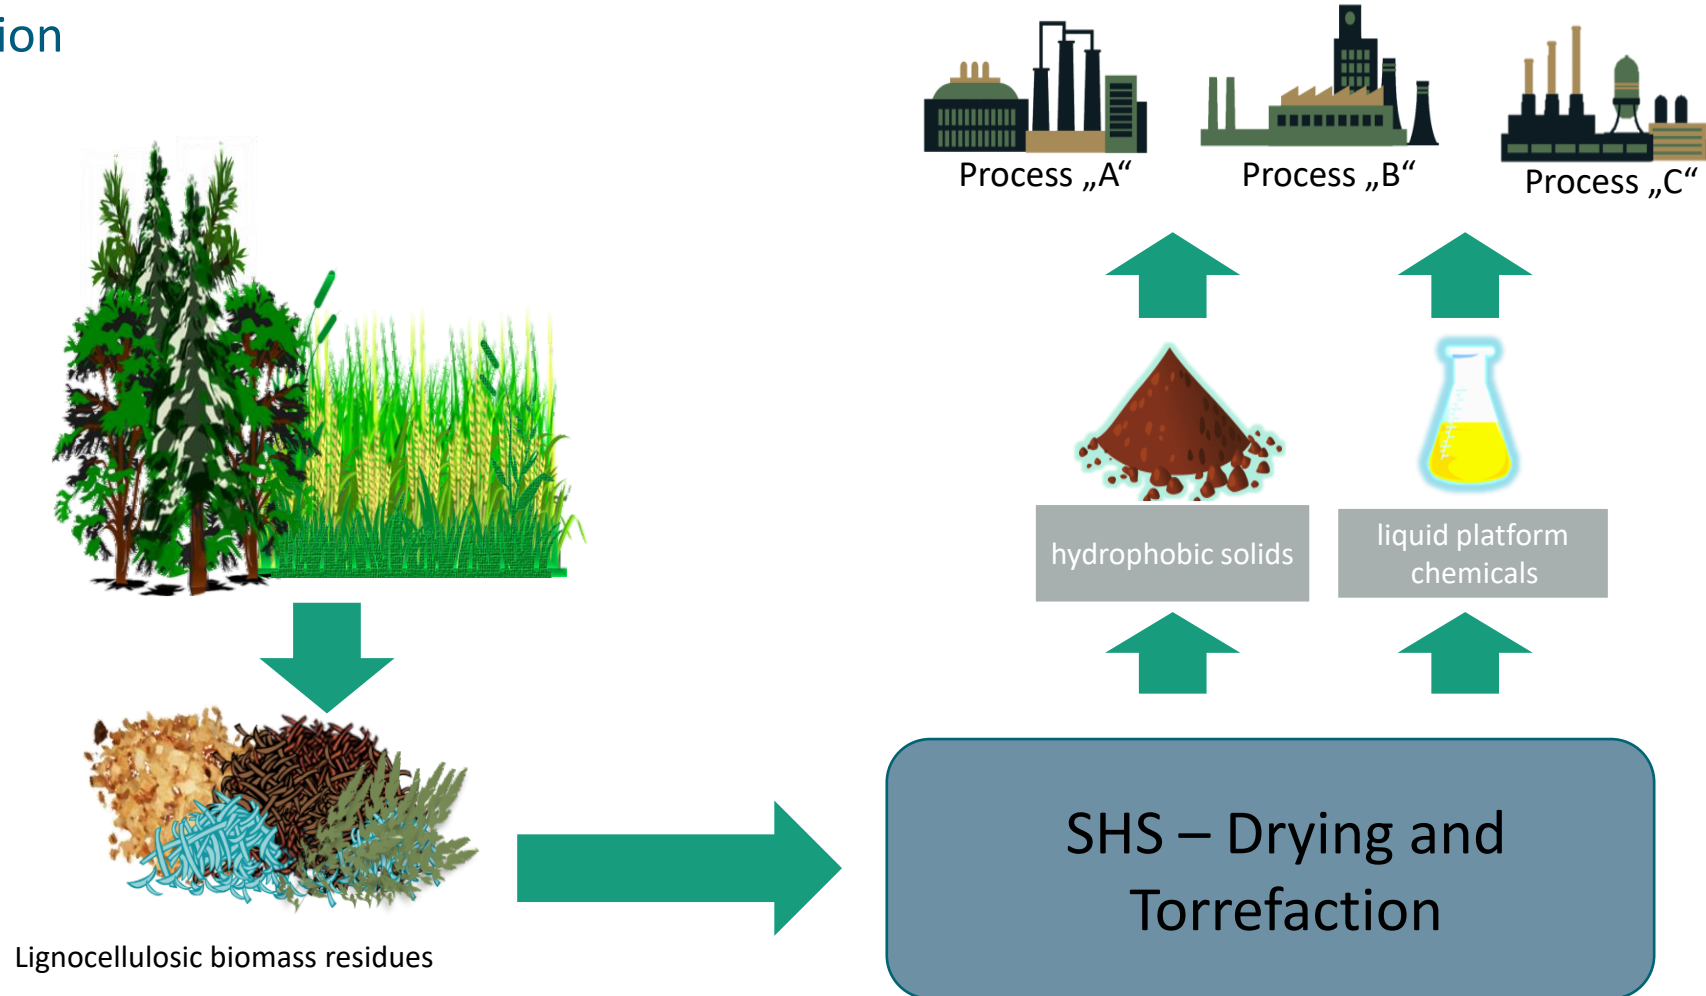 ion
Process „A“
Process „B“
Process „C“
hydrophobic solids
liquid platform
chemicals
SHS – Drying and
Torrefaction
Lignocellulosic biomass residues